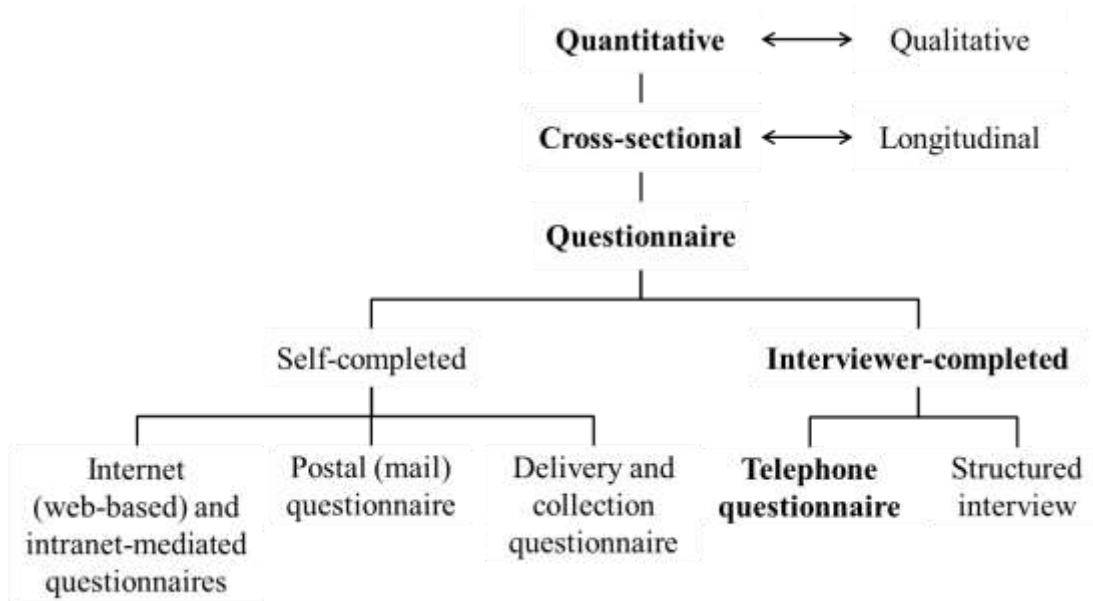 Quantitative Qualitative
Cross-sectional Longitudinal
Questionnaire
Self-completed Interviewer-completed
Internet
(web-based) and
intranet-mediated
questionnaires
Postal (mail)
questionnaire
Delivery and
collection
questionnaire
Telephone
questionnaire
Structured
interview